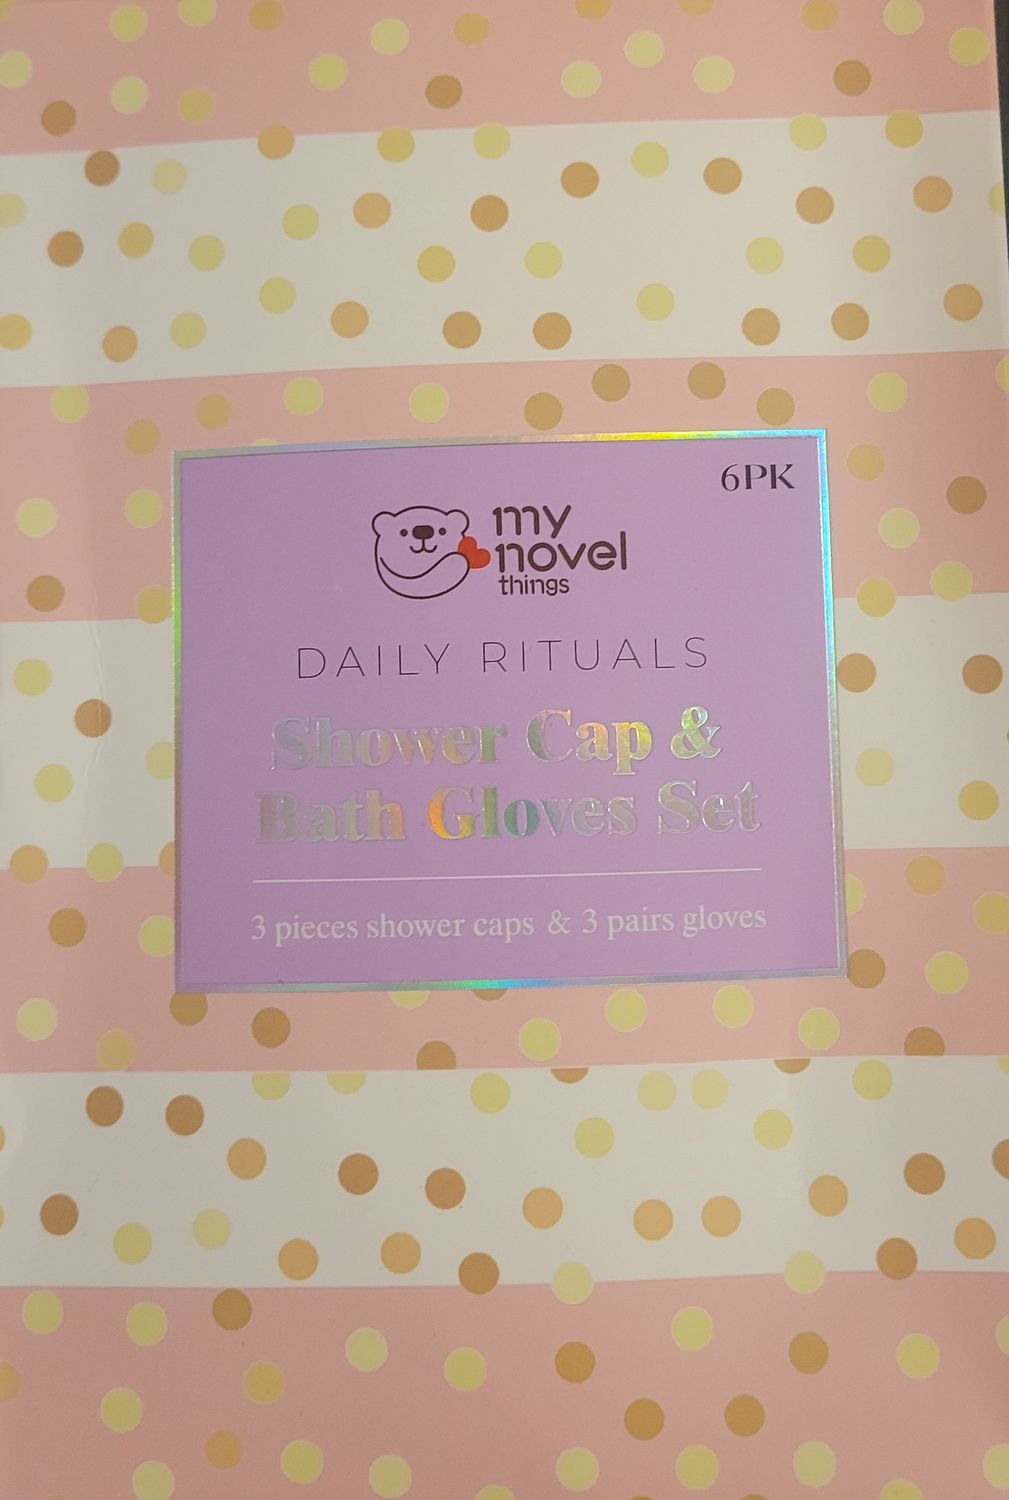 6PK
my
novel
things
DAILY RITUALS
Shower Cap &
Bath Gloves Set
3 pieces shower caps & 3 pairs gloves